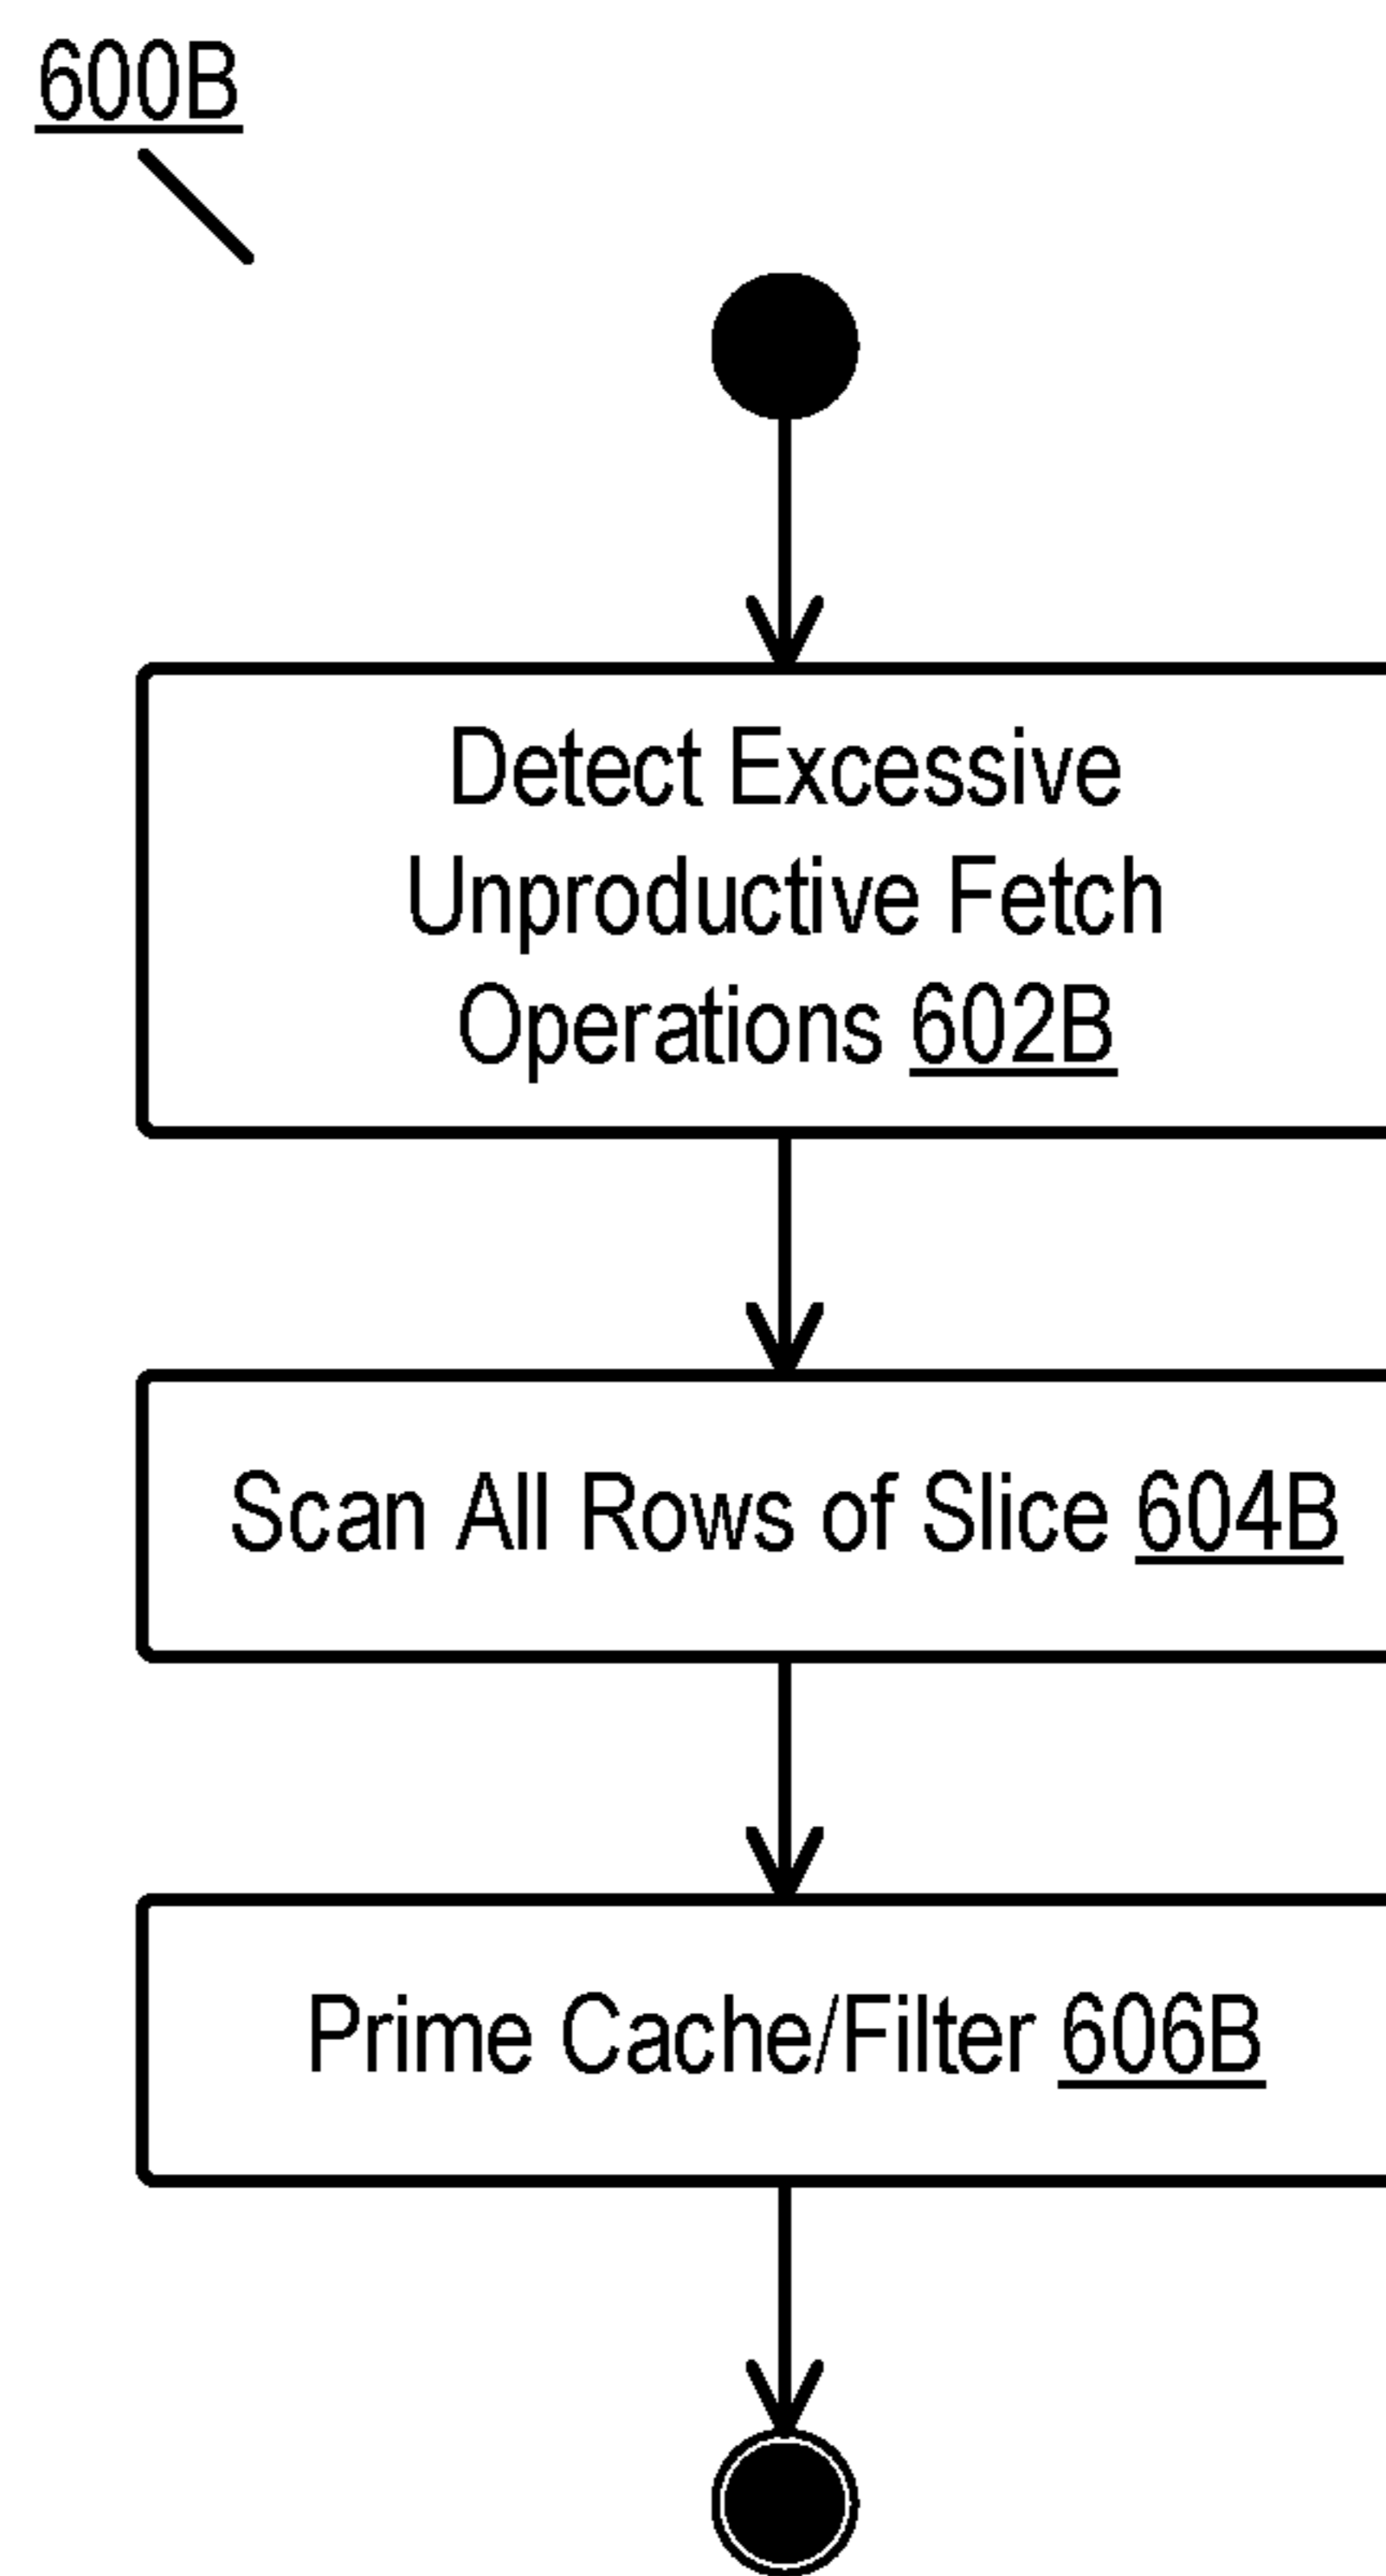 600B
Detect Excessive
Unproductive Fetch
Operations 602B
Scan All Rows of Slice 604B
Prime Cache/Filter 606B